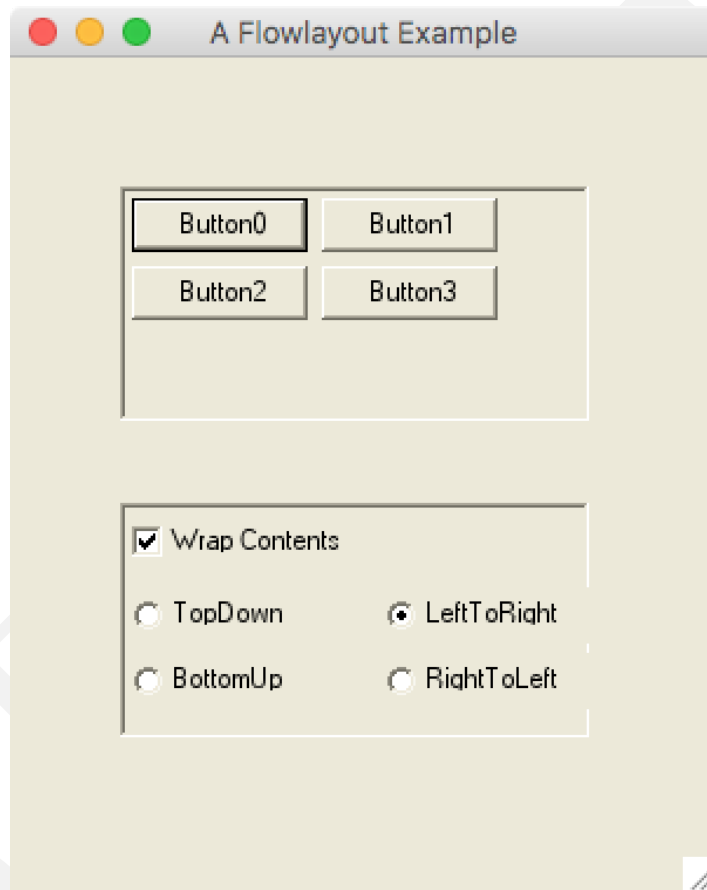 A Flowlayout Example
Button0 Button1
Button2 Button3
Wrap Contents
TopDown LeftToRight
BottomUp RightToLeft